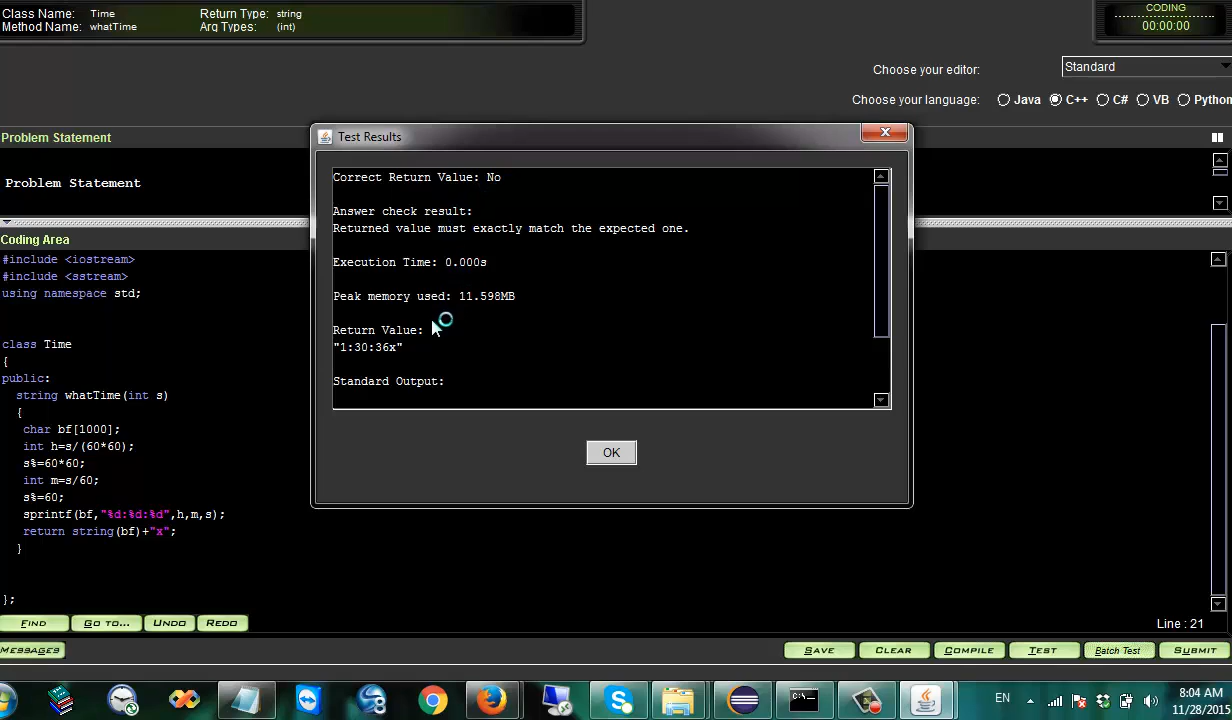 Class Name: Time Return Type: string
Method Name: whatTime Arg Types: (int)
CODING
00:00:00
Choose your editor: Standard
Choose your language: Java C++ C# VB Python
Problem Statement
Problem Statement
Test Results
Correct Return Value: No
Answer check result:
Returned value must exactly match the expected one.
Execution Time: 0.000s
Peak memory used: 11.598MB
Return Value:
"1:30:36x"
Standard Output:
OK
Coding Area
#include <iostream>
#include <sstream>
using namespace std;
class Time
{
public:
string whatTime(int s)
{
char bf[1000];
int h=s/(60*60);
s%=60*60;
int m=s/60;
s%=60;
sprintf(bf,"%d:%d:%d",h,m,s);
return string(bf)+"x";
}
};
FIND GO TO... UNDO REDO
Line : 21
MESSAGES SAVE CLEAR COMPILE TEST Batch Test SUBMIT
EN
8:04 AM
11/28/2015